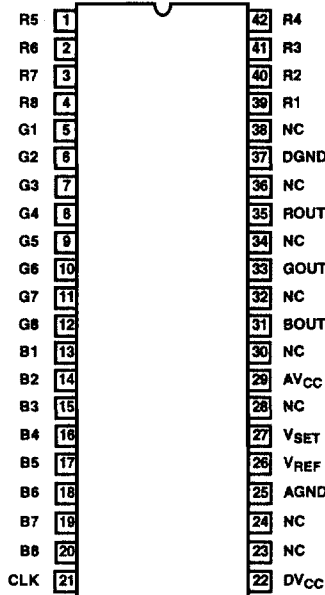 R5 1 42 R4
R6 2 41 R3
R7 3 40 R2
R8 4 39 R1
G1 5 38 NC
G2 6 37 DGND
G3 7 36 NC
G4 8 35 ROUT
G5 9 34 NC
G6 10 33 GOUT
G7 11 32 NC
G8 12 31 BOUT
B1 13 30 NC
B2 14 29 AVCC
B3 15 28 NC
B4 16 27 VSET
B5 17 26 VREF
B6 18 25 AGND
B7 19 24 NC
B8 20 23 NC
CLK 21 22 DVCC